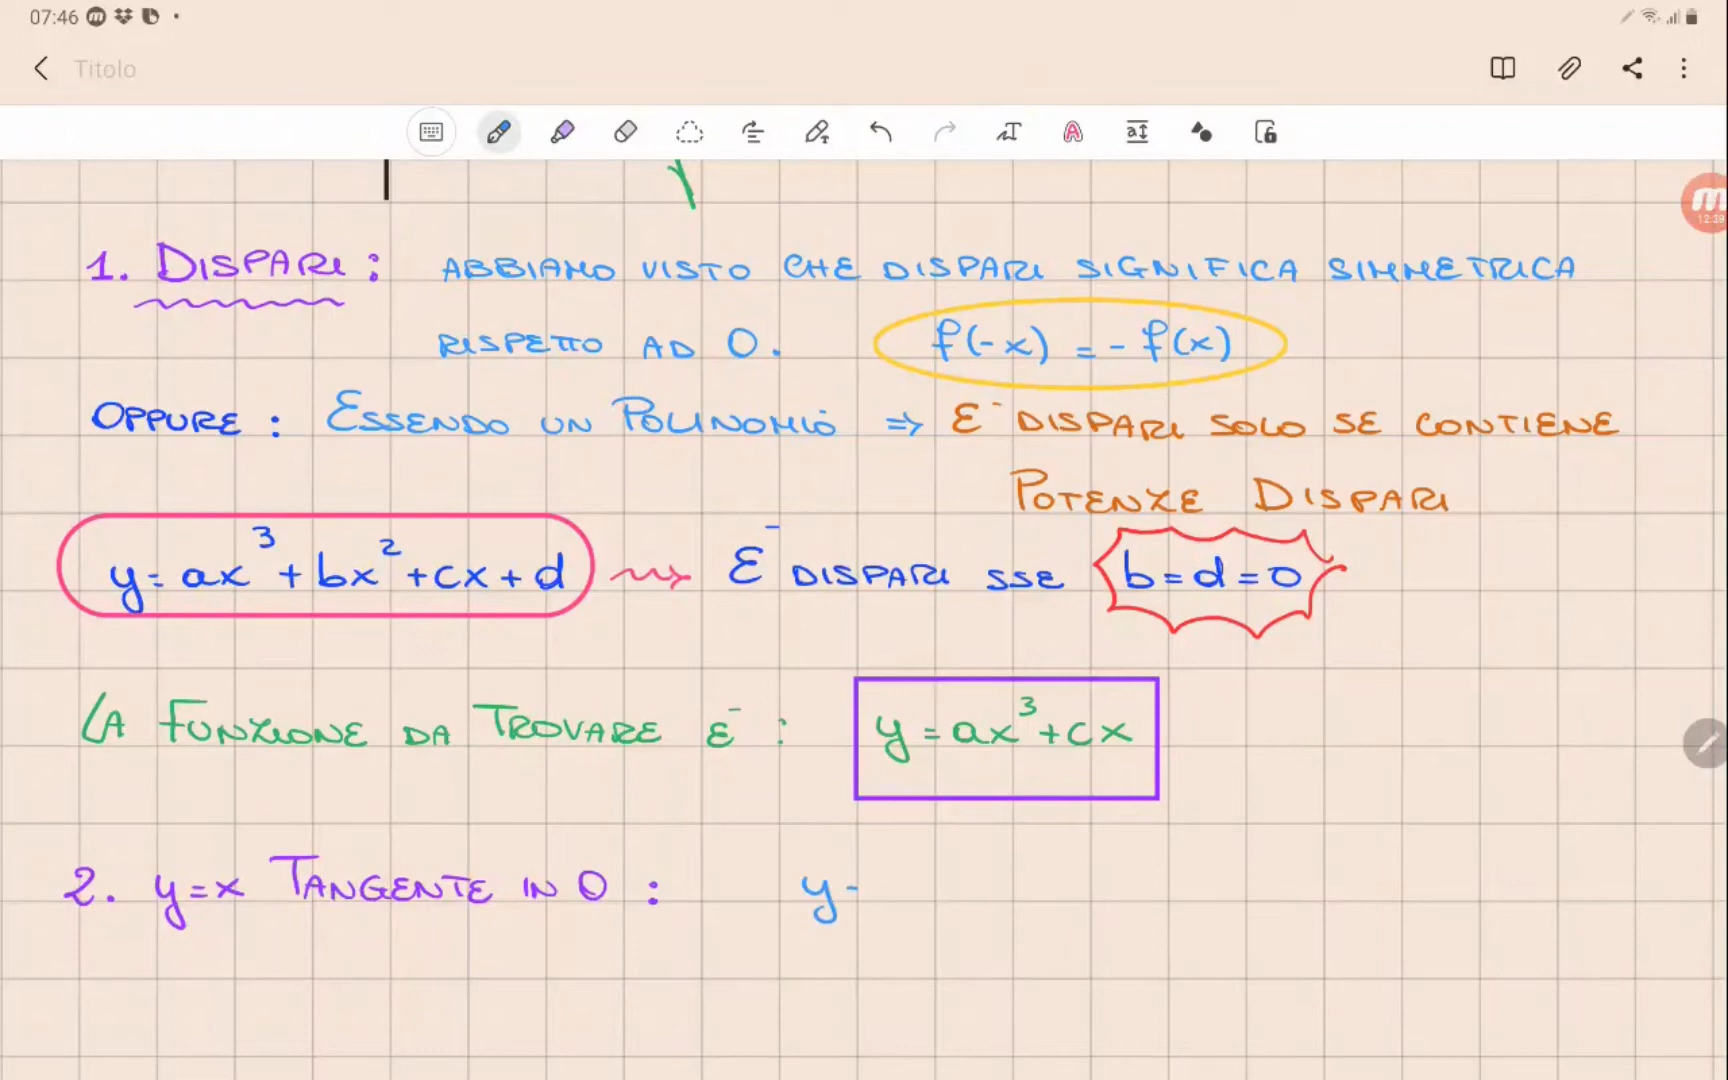 07:46
Titolo
12:39
1. DISPARI: ABBIAMO VISTO CHE DISPARI SIGNIFICA SIMMETRICA
RISPETTO AD O. f(-x) = - f(x)
OPPURE: ESSENDO UN POLINOMIO ⇒ E- DISPARI SOLO SE CONTIENE
POTENZE DISPARI
y=ax³+bx²+cx+d ⇝ E- DISPARI SSE b=d=0
LA FUNZIONE DA TROVARE E-: y=ax³+cx
2. y=x TANGENTE IN O: y-